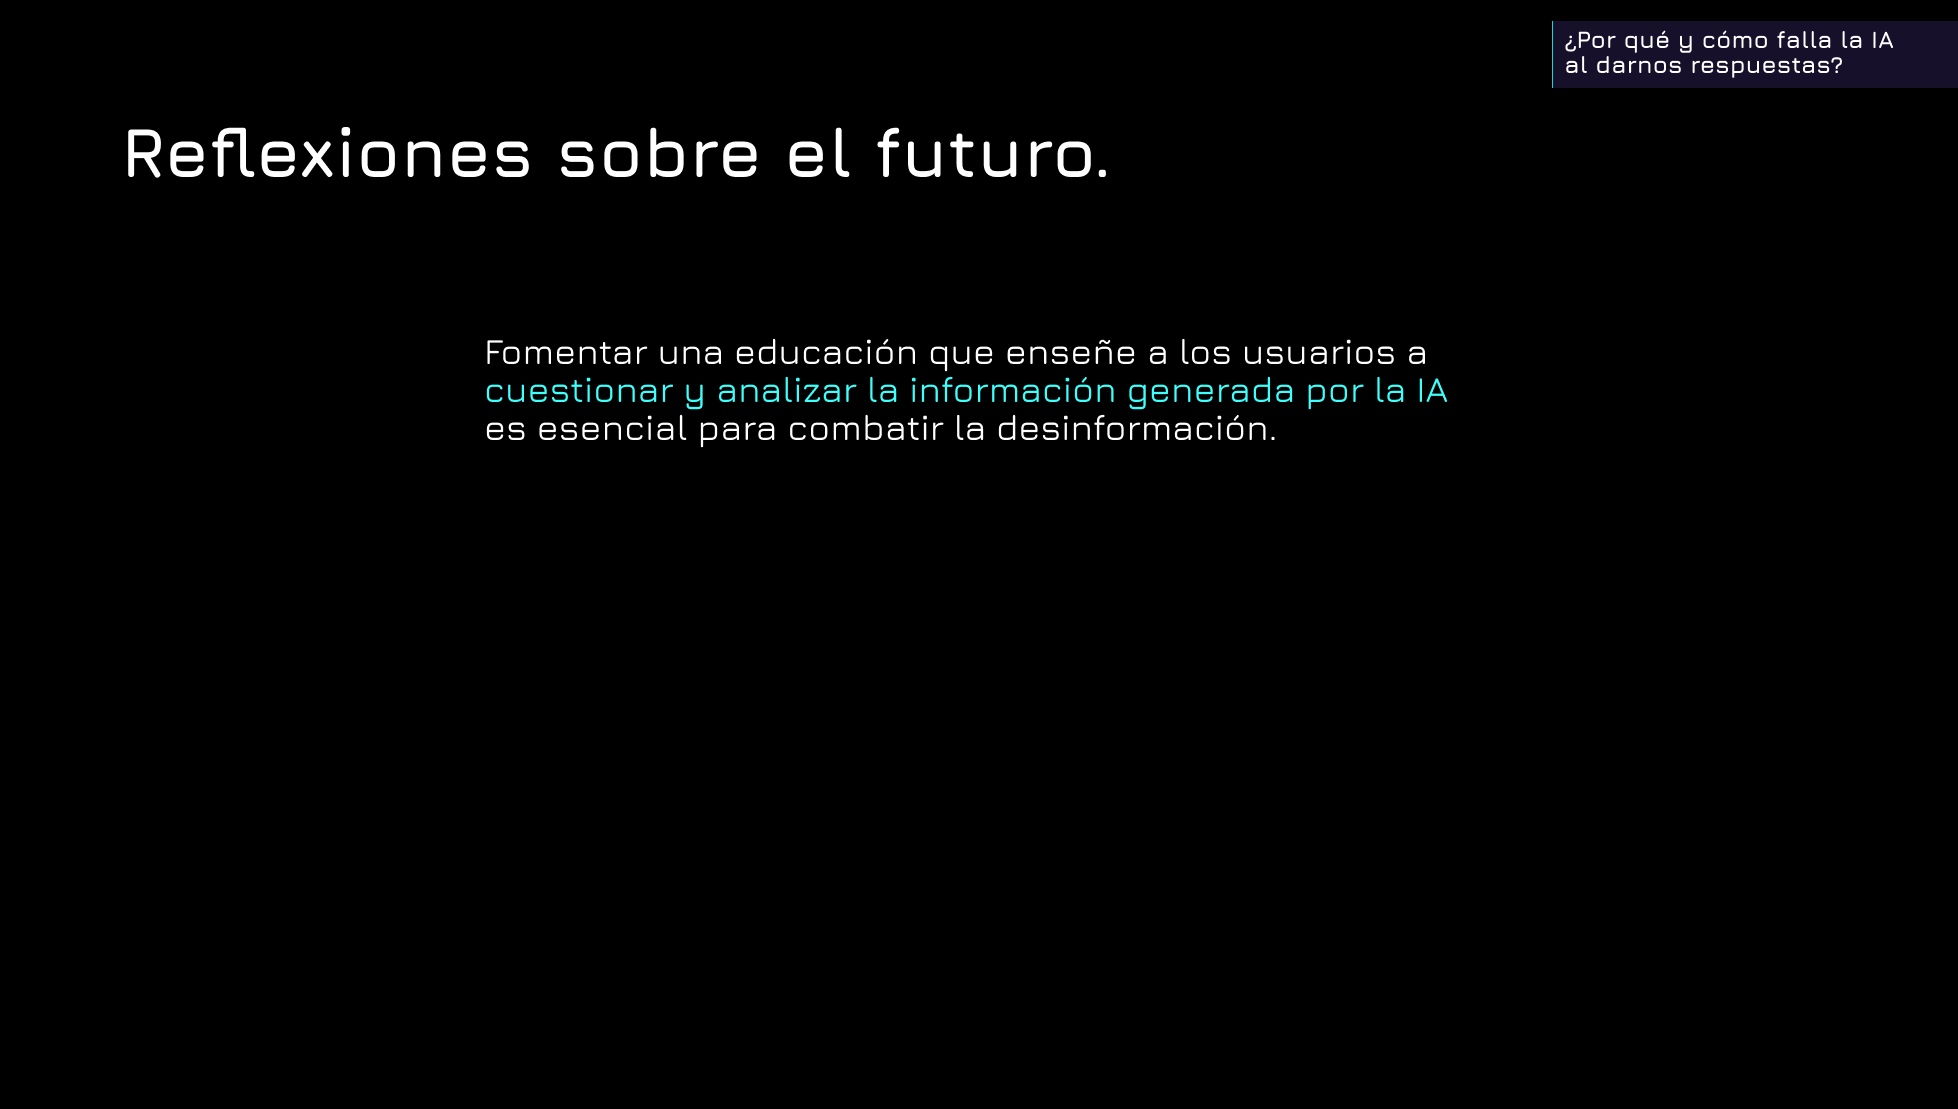 ¿Por qué y cómo falla la IA
al darnos respuestas?
Reflexiones sobre el futuro.
Fomentar una educación que enseñe a los usuarios a
cuestionar y analizar la información generada por la IA
es esencial para combatir la desinformación.